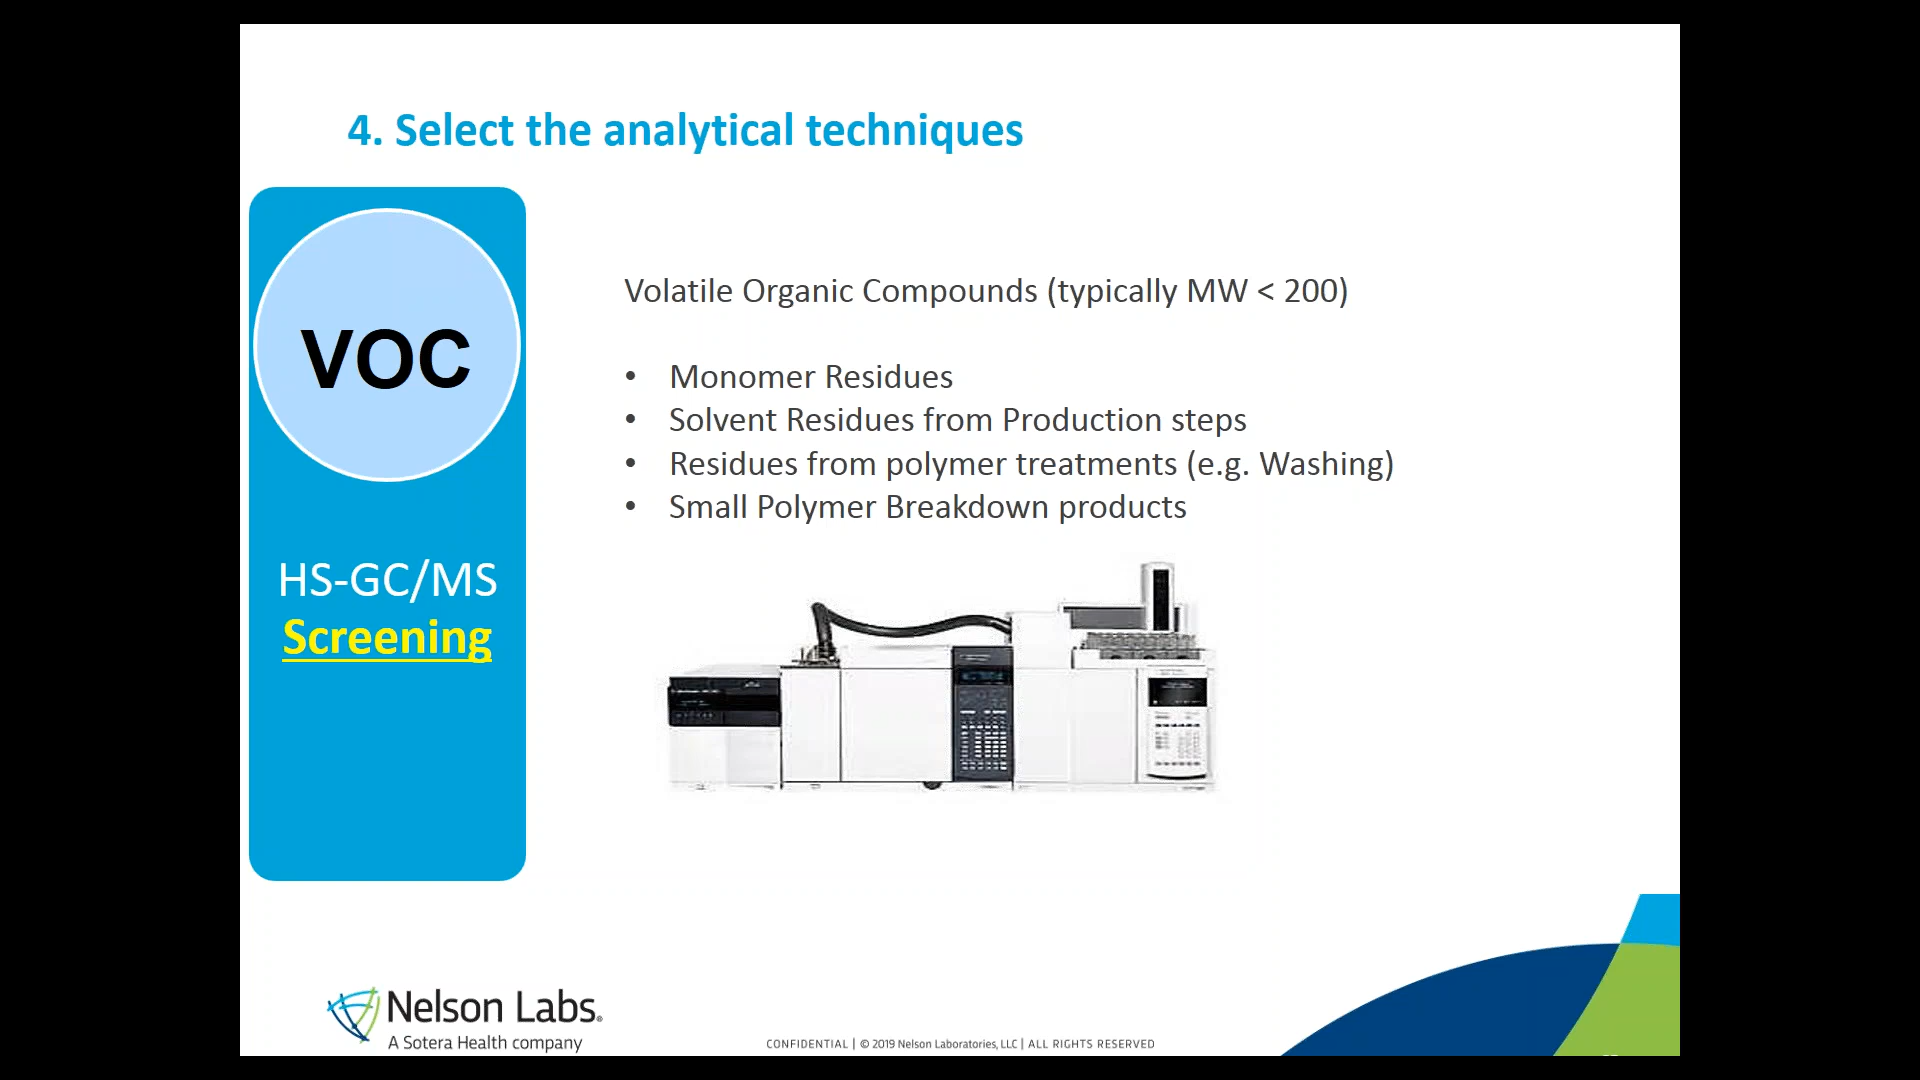 4. Select the analytical techniques
VOC
HS-GC/MS
Screening
Volatile Organic Compounds (typically MW < 200)
• Monomer Residues
• Solvent Residues from Production steps
• Residues from polymer treatments (e.g. Washing)
• Small Polymer Breakdown products
Nelson Labs®
A Sotera Health company
CONFIDENTIAL | © 2019 Nelson Laboratories, LLC | ALL RIGHTS RESERVED